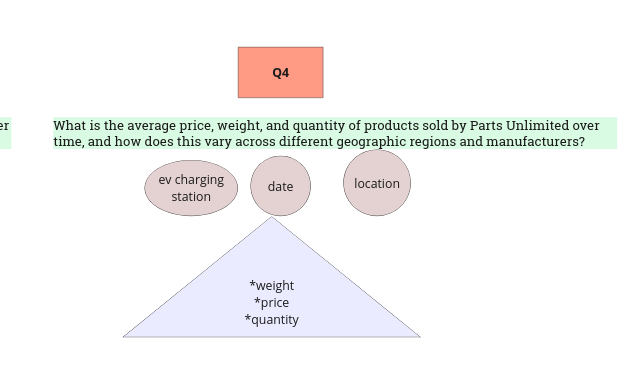 Q4
er
What is the average price, weight, and quantity of products sold by Parts Unlimited over
time, and how does this vary across different geographic regions and manufacturers?
ev charging
station
date
location
*weight
*price
*quantity